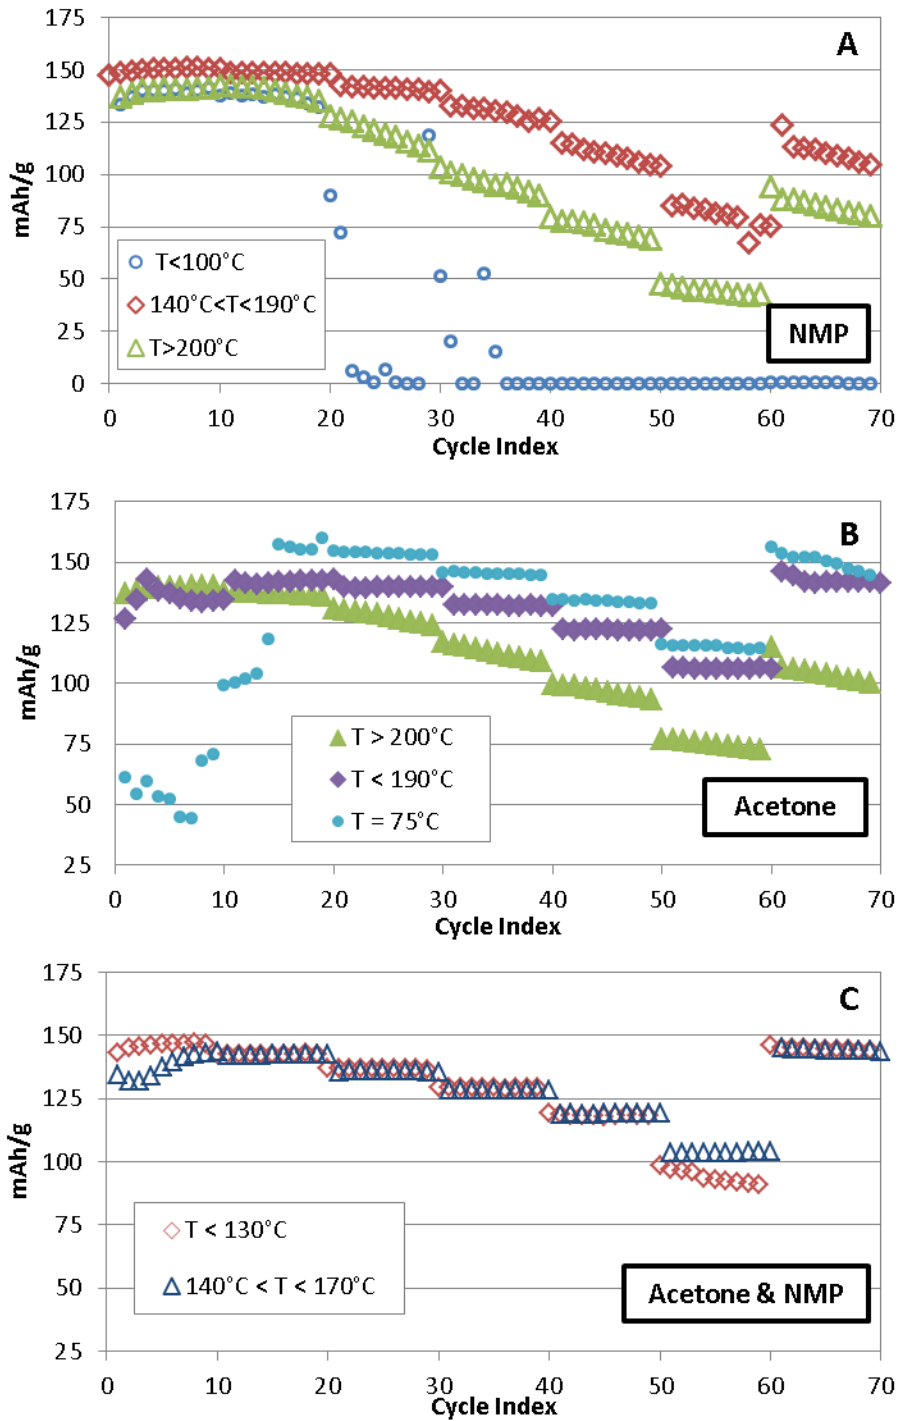 A
175
150
125
100
75
50
25
0
mAh/g
T<100°C
140°C<T<190°C
T>200°C
NMP
0 10 20 30 40 50 60 70
Cycle Index
B
175
150
125
100
75
50
25
mAh/g
T > 200°C
T < 190°C
T = 75°C
Acetone
0 10 20 30 40 50 60 70
Cycle Index
C
175
150
125
100
75
50
25
mAh/g
T < 130°C
140°C < T < 170°C
Acetone & NMP
0 10 20 30 40 50 60 70
Cycle Index